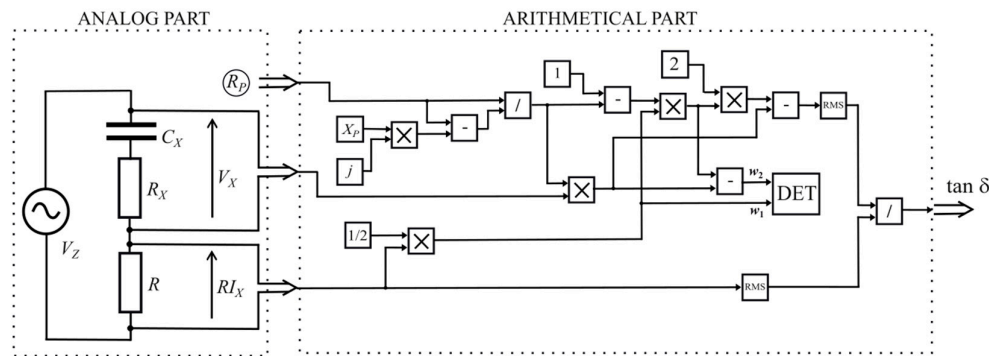 ANALOG PART
ARITHMETICAL PART
R_P
1
2
/
-
×
×
-
RMS
X_P
×
-
C_X
j
V_X
R_X
×
-
w_2
DET
w_1
tan δ
/
V_Z
1/2
×
R
RI_X
RMS